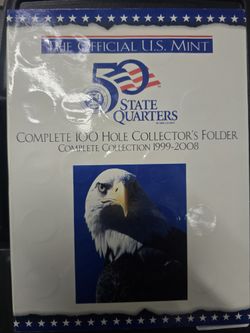 THE OFFICIAL U.S. MINT
50
STATE
QUARTERS
COMPLETE 100 HOLE COLLECTOR'S FOLDER
COMPLETE COLLECTION 1999-2008